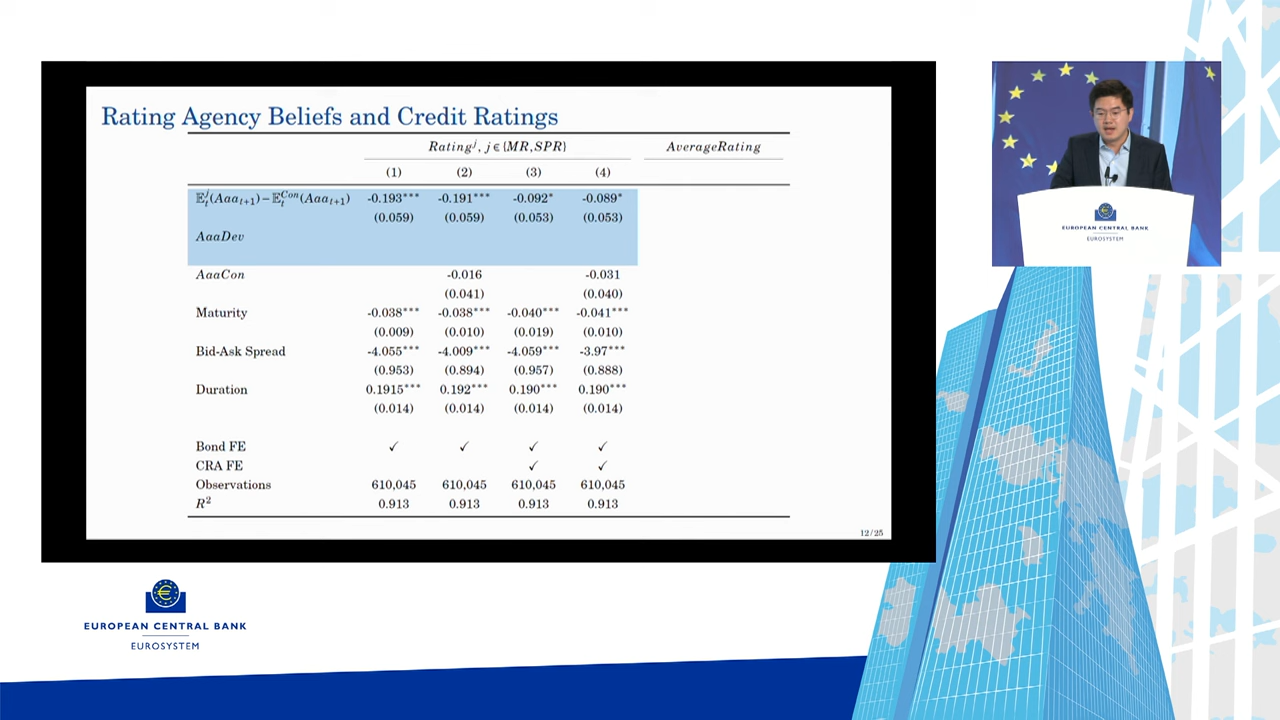 Rating Agency Beliefs and Credit Ratings
Rating^j, j ∈ {MR,SPR} AverageRating
(1) (2) (3) (4)
𝔼_t^j(Aaa_{t+1}) – 𝔼_t^{Con}(Aaa_{t+1}) -0.193*** -0.191*** -0.092* -0.089*
(0.059) (0.059) (0.053) (0.053)
AaaDev
AaaCon -0.016 -0.031
(0.041) (0.040)
Maturity -0.038*** -0.038*** -0.040*** -0.041***
(0.009) (0.010) (0.019) (0.010)
Bid-Ask Spread -4.055*** -4.009*** -4.059*** -3.97***
(0.953) (0.894) (0.957) (0.888)
Duration 0.1915*** 0.192*** 0.190*** 0.190***
(0.014) (0.014) (0.014) (0.014)
Bond FE ✓ ✓ ✓ ✓
CRA FE ✓ ✓
Observations 610,045 610,045 610,045 610,045
R² 0.913 0.913 0.913 0.913
12/25
EUROPEAN CENTRAL BANK
EUROSYSTEM
EUROPEAN CENTRAL BANK
EUROSYSTEM